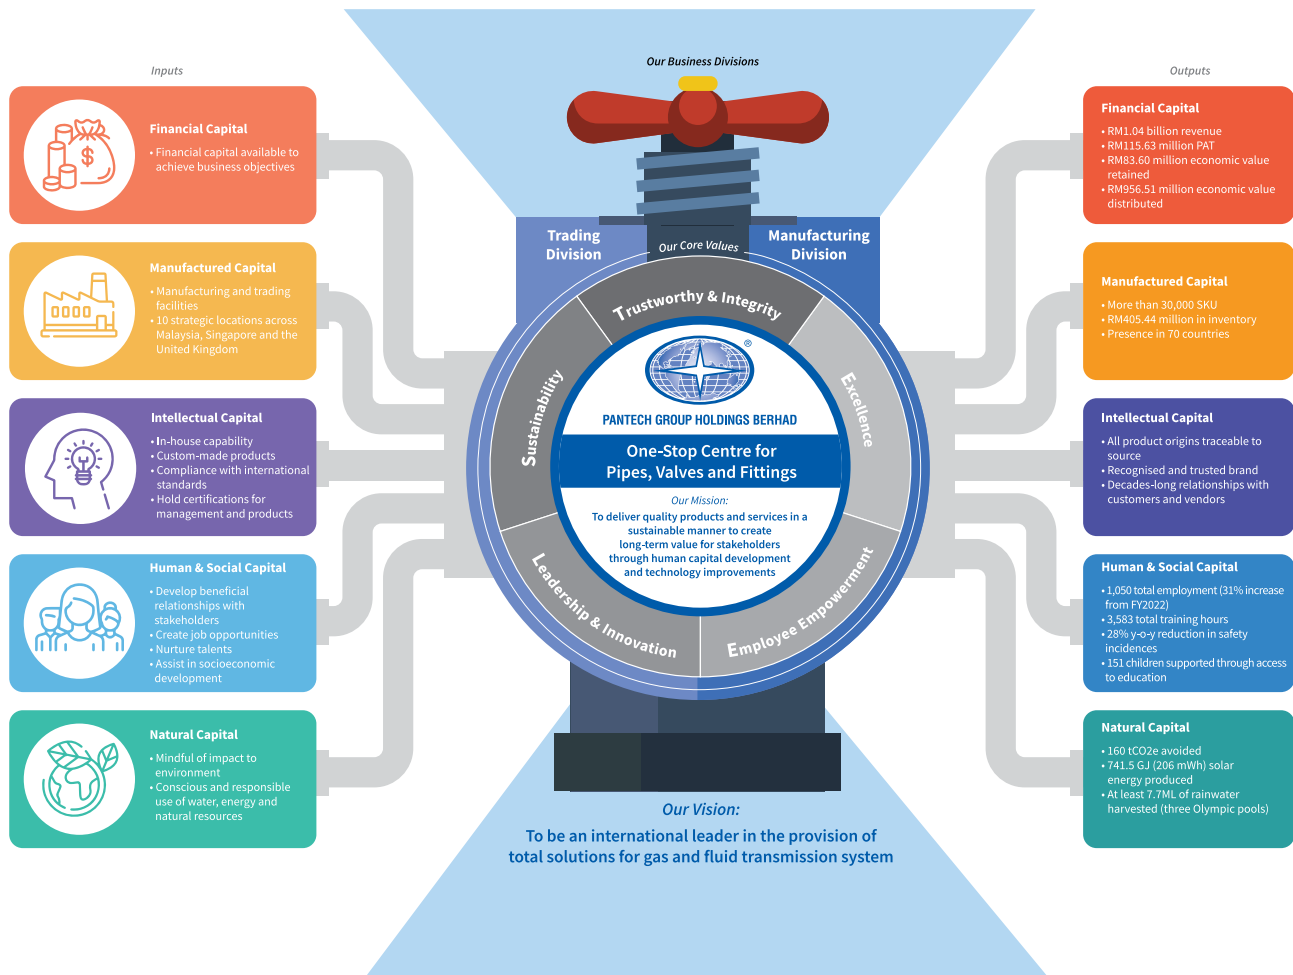 Inputs
Financial Capital
• Financial capital available to
achieve business objectives
Manufactured Capital
• Manufacturing and trading
facilities
• 10 strategic locations across
Malaysia, Singapore and the
United Kingdom
Intellectual Capital
• In-house capability
• Custom-made products
• Compliance with international
standards
• Hold certifications for
management and products
Human & Social Capital
• Develop beneficial
relationships with
stakeholders
• Create job opportunities
• Nurture talents
• Assist in socioeconomic
development
Natural Capital
• Mindful of impact to
environment
• Conscious and responsible
use of water, energy and
natural resources
Our Business Divisions
Trading
Division
Manufacturing
Division
Our Core Values
Trustworthy & Integrity
Excellence
Employee Empowerment
Leadership & Innovation
Sustainability
®
PANTECH GROUP HOLDINGS BERHAD
One-Stop Centre for
Pipes, Valves and Fittings
Our Mission:
To deliver quality products and services in a
sustainable manner to create
long-term value for stakeholders
through human capital development
and technology improvements
Our Vision:
To be an international leader in the provision of
total solutions for gas and fluid transmission system
Outputs
Financial Capital
• RM1.04 billion revenue
• RM115.63 million PAT
• RM83.60 million economic value
retained
• RM956.51 million economic value
distributed
Manufactured Capital
• More than 30,000 SKU
• RM405.44 million in inventory
• Presence in 70 countries
Intellectual Capital
• All product origins traceable to
source
• Recognised and trusted brand
• Decades-long relationships with
customers and vendors
Human & Social Capital
• 1,050 total employment (31% increase
from FY2022)
• 3,583 total training hours
• 28% y-o-y reduction in safety
incidences
• 151 children supported through access
to education
Natural Capital
• 160 tCO2e avoided
• 741.5 GJ (206 mWh) solar
energy produced
• At least 7.7ML of rainwater
harvested (three Olympic pools)